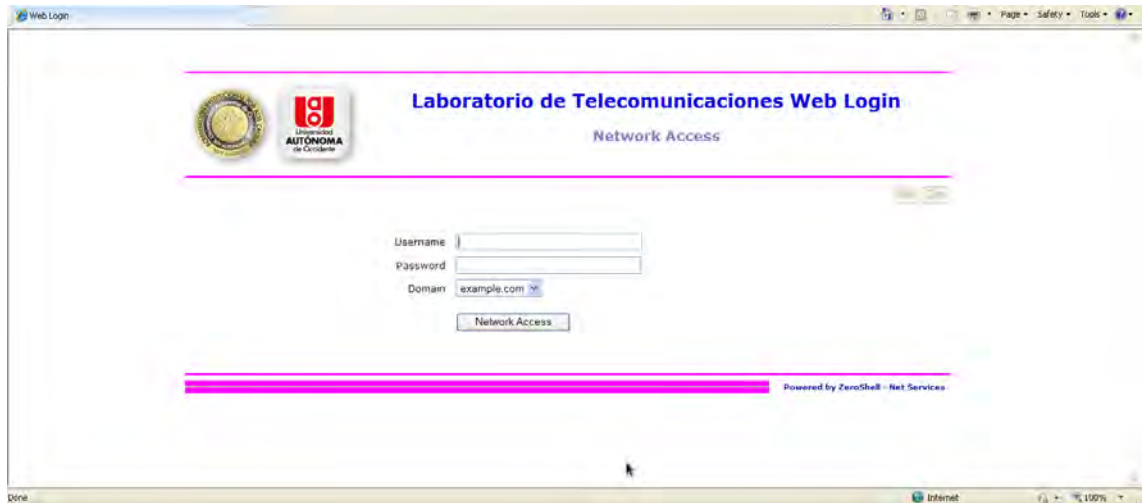 Web Login
Page Safety Tools
Laboratorio de Telecomunicaciones Web Login
Universidad
AUTÓNOMA
de Occidente
Network Access
Username
Password
Domain example.com
Network Access
Powered by ZeroShell - Net Services
Done Internet 100%